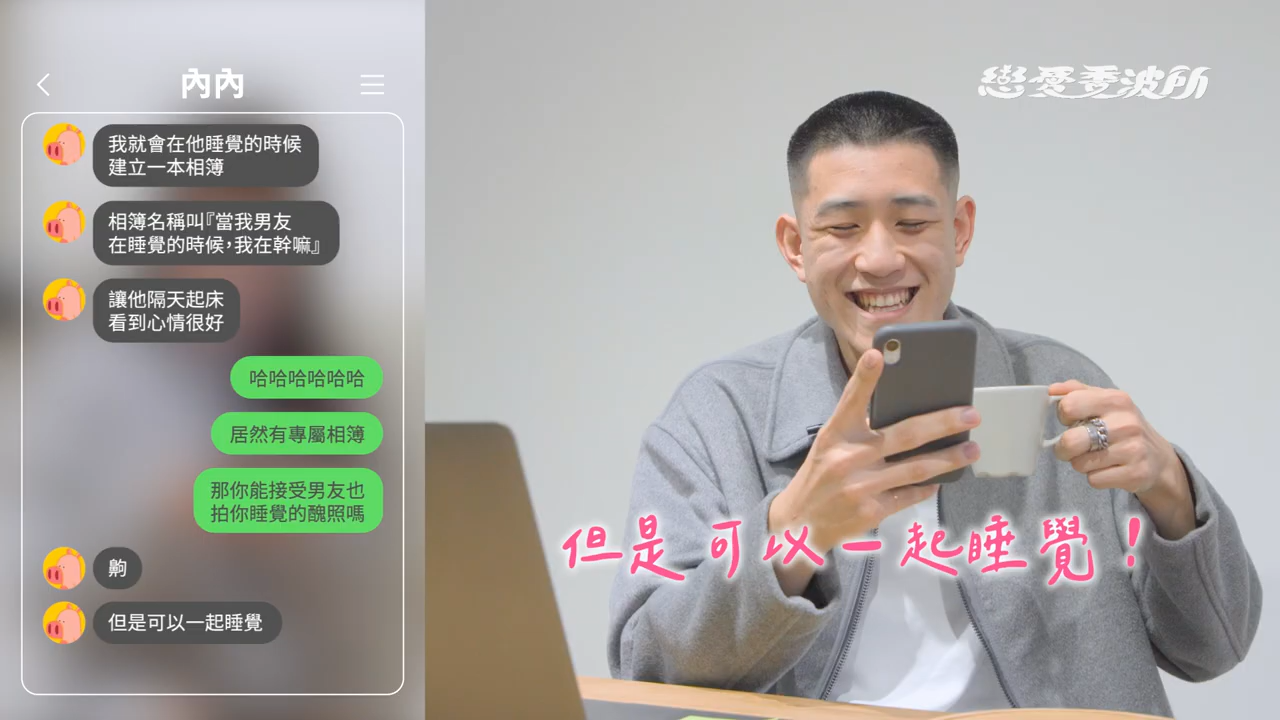 內內
我就會在他睡覺的時候
建立一本相簿
相簿名稱叫『當我男友
在睡覺的時候，我在幹嘛』
讓他隔天起床
看到心情很好
哈哈哈哈哈哈
居然有專屬相簿
那你能接受男友也
拍你睡覺的醜照嗎
齁
但是可以一起睡覺
戀愛秀波所
但是可以一起睡覺！